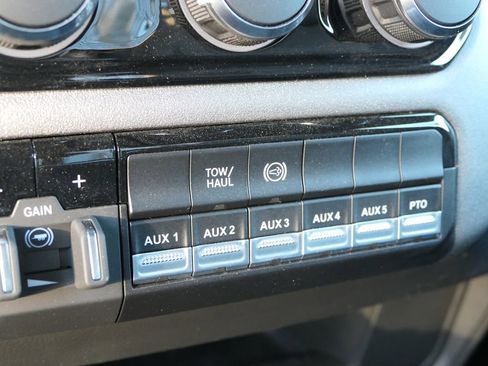 TOW/
HAUL
+
GAIN
AUX 1 AUX 2 AUX 3 AUX 4 AUX 5 PTO